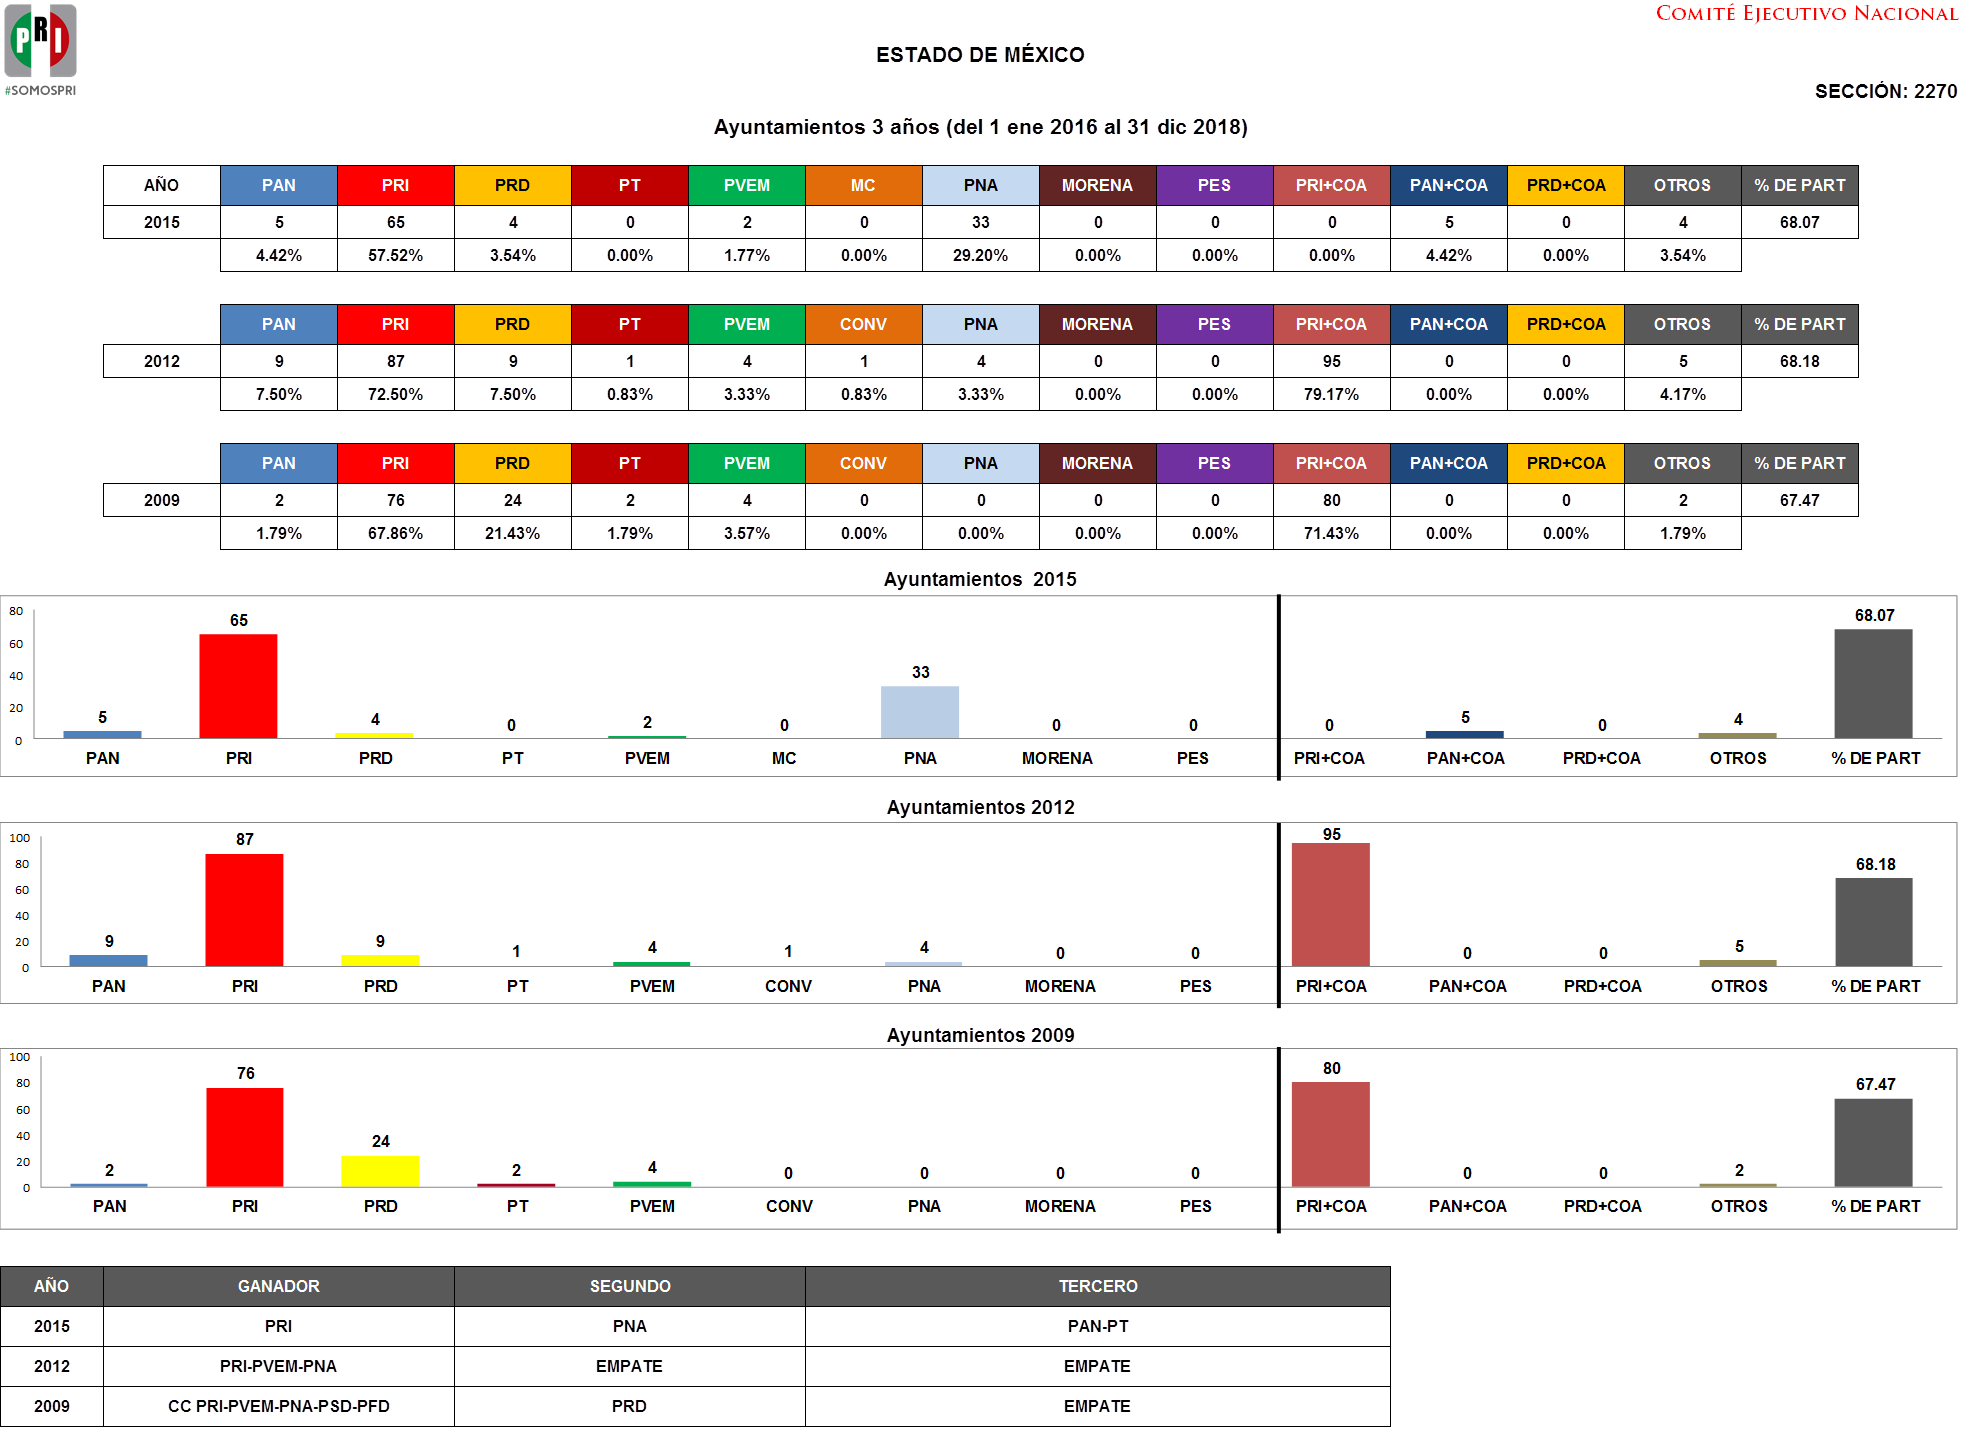 COMITÉ EJECUTIVO NACIONAL
PRI
#SOMOSPRI
ESTADO DE MÉXICO
SECCIÓN: 2270
Ayuntamientos 3 años (del 1 ene 2016 al 31 dic 2018)
AÑO PAN PRI PRD PT PVEM MC PNA MORENA PES PRI+COA PAN+COA PRD+COA OTROS % DE PART
2015 5 65 4 0 2 0 33 0 0 0 5 0 4 68.07
4.42% 57.52% 3.54% 0.00% 1.77% 0.00% 29.20% 0.00% 0.00% 0.00% 4.42% 0.00% 3.54%
PAN PRI PRD PT PVEM CONV PNA MORENA PES PRI+COA PAN+COA PRD+COA OTROS % DE PART
2012 9 87 9 1 4 1 4 0 0 95 0 0 5 68.18
7.50% 72.50% 7.50% 0.83% 3.33% 0.83% 3.33% 0.00% 0.00% 79.17% 0.00% 0.00% 4.17%
PAN PRI PRD PT PVEM CONV PNA MORENA PES PRI+COA PAN+COA PRD+COA OTROS % DE PART
2009 2 76 24 2 4 0 0 0 0 80 0 0 2 67.47
1.79% 67.86% 21.43% 1.79% 3.57% 0.00% 0.00% 0.00% 0.00% 71.43% 0.00% 0.00% 1.79%
Ayuntamientos 2015
80
60
40
20
0
5 65 4 0 2 0 33 0 0 0 5 0 4 68.07
PAN PRI PRD PT PVEM MC PNA MORENA PES PRI+COA PAN+COA PRD+COA OTROS % DE PART
Ayuntamientos 2012
100
80
60
40
20
0
9 87 9 1 4 1 4 0 0 95 0 0 5 68.18
PAN PRI PRD PT PVEM CONV PNA MORENA PES PRI+COA PAN+COA PRD+COA OTROS % DE PART
Ayuntamientos 2009
100
80
60
40
20
0
2 76 24 2 4 0 0 0 0 80 0 0 2 67.47
PAN PRI PRD PT PVEM CONV PNA MORENA PES PRI+COA PAN+COA PRD+COA OTROS % DE PART
AÑO GANADOR SEGUNDO TERCERO
2015 PRI PNA PAN-PT
2012 PRI-PVEM-PNA EMPATE EMPATE
2009 CC PRI-PVEM-PNA-PSD-PFD PRD EMPATE